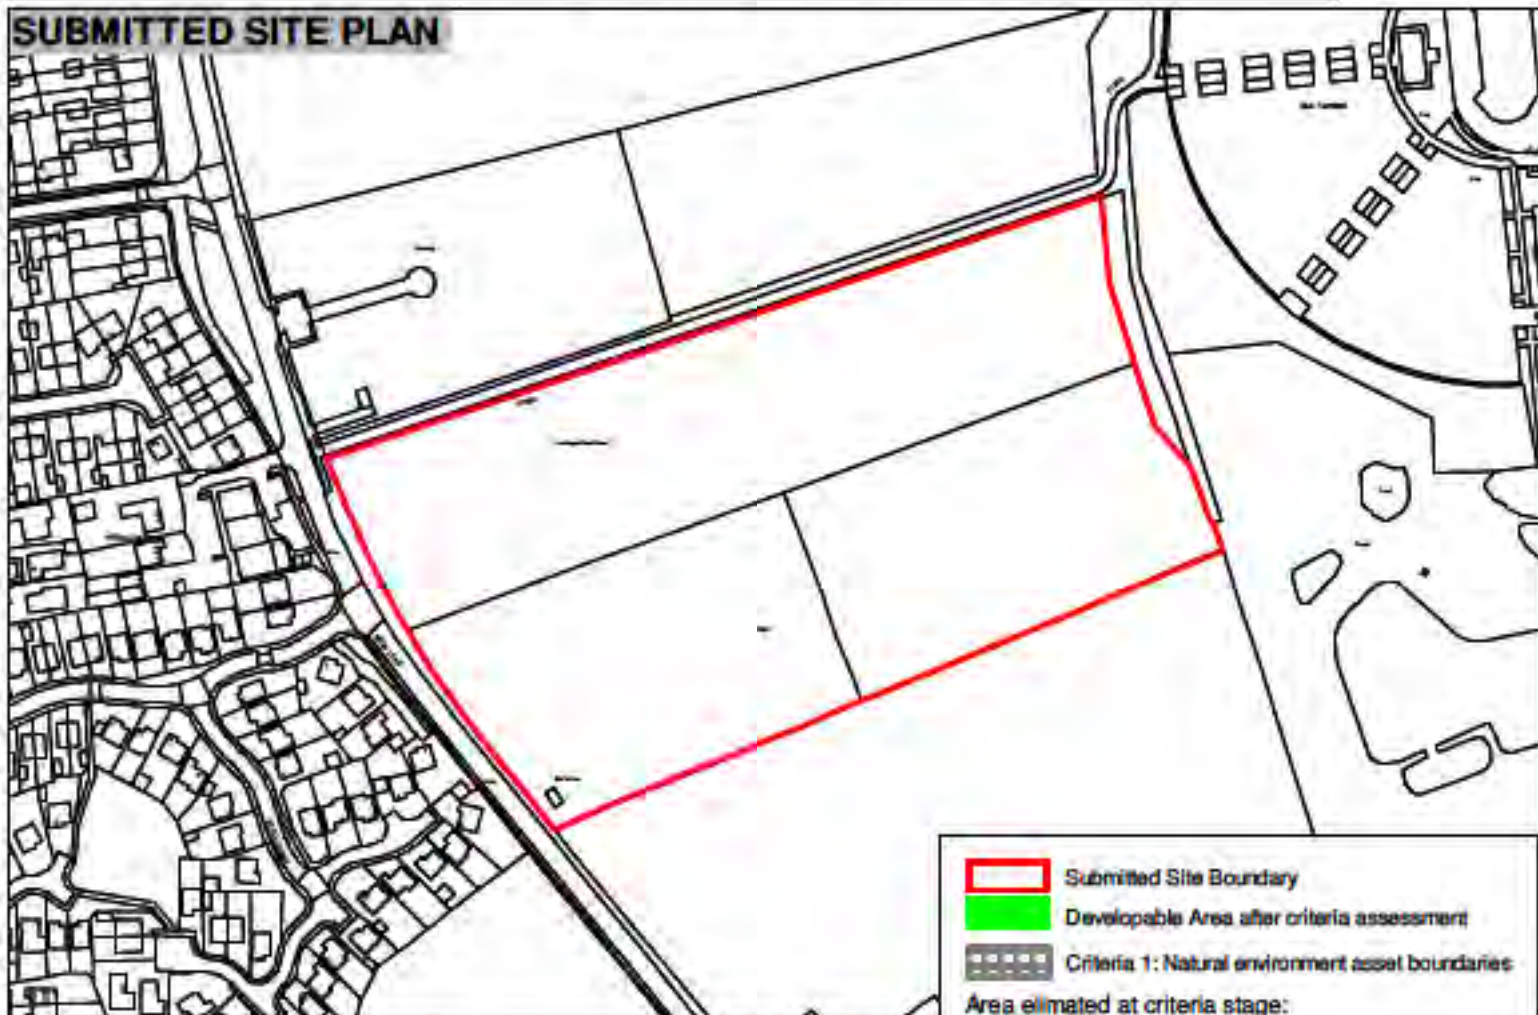 SUBMITTED SITE PLAN
Submitted Site Boundary
Developable Area after criteria assessment
Criteria 1: Natural environment asset boundaries
Area elimated at criteria stage: